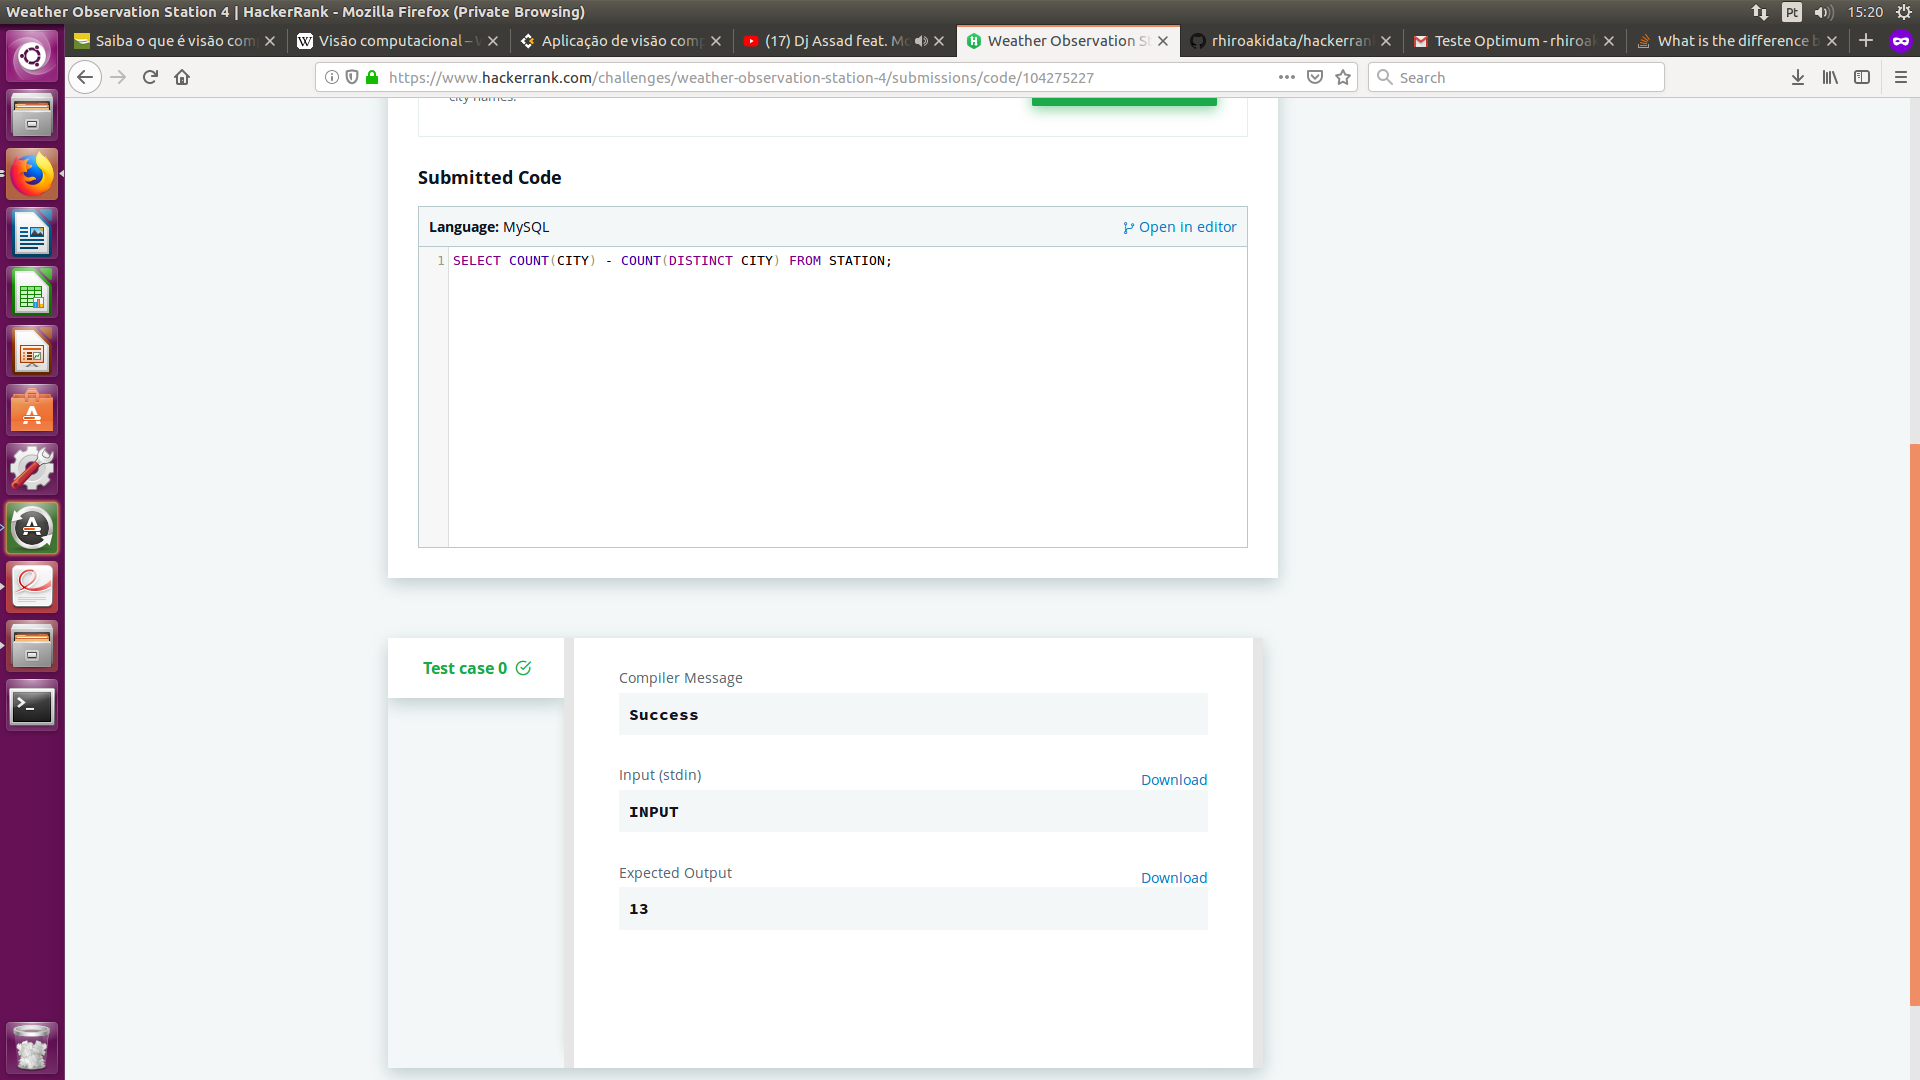 Weather Observation Station 4 | HackerRank - Mozilla Firefox (Private Browsing)
Pt
15:20
Saiba o que é visão com
Visão computacional –
Aplicação de visão comp
(17) Dj Assad feat. Mo
Weather Observation S
rhiroakidata/hackerran
Teste Optimum - rhiroa
What is the difference b
https://www.hackerrank.com/challenges/weather-observation-station-4/submissions/code/104275227
Search
city names.
Submitted Code
Language: MySQL
Open in editor
1 SELECT COUNT(CITY) - COUNT(DISTINCT CITY) FROM STATION;
Test case 0
Compiler Message
Success
Input (stdin)
Download
INPUT
Expected Output
Download
13